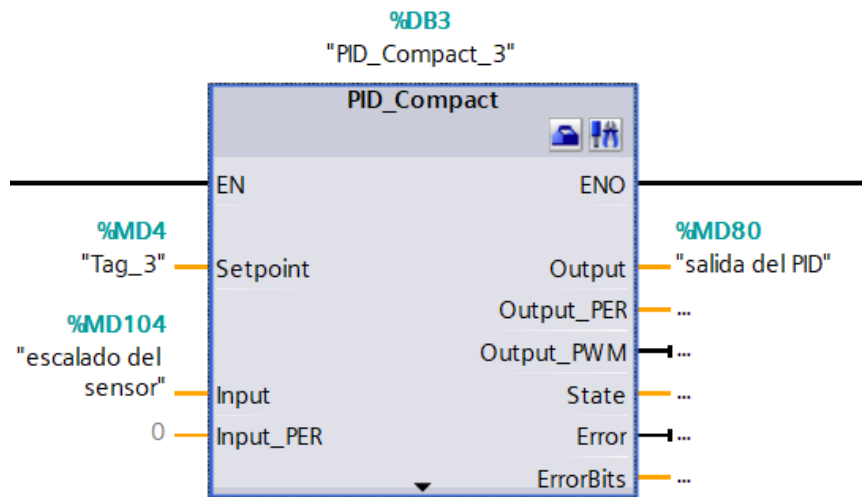 %DB3
"PID_Compact_3"
PID_Compact
EN
ENO
%MD4
"Tag_3"
Setpoint
%MD80
"salida del PID"
Output
Output_PER
...
%MD104
"escalado del
sensor"
Output_PWM
...
Input
State
...
0
Input_PER
Error
...
ErrorBits
...